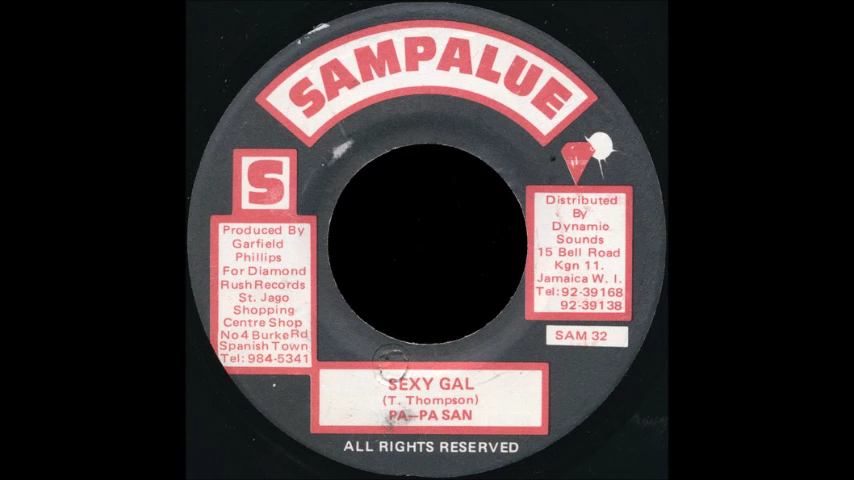 SAMPALUE
S
Produced By
Garfield
Phillips
For Diamond
Rush Records
St. Jago
Shopping
Centre Shop
No 4 Burke Rd
Spanish Town
Tel: 984-5341
Distributed
By
Dynamic
Sounds
15 Bell Road
Kgn 11.
Jamaica W. I.
Tel: 92-39168
92-39138
SAM 32
SEXY GAL
(T. Thompson)
PA-PA SAN
ALL RIGHTS RESERVED